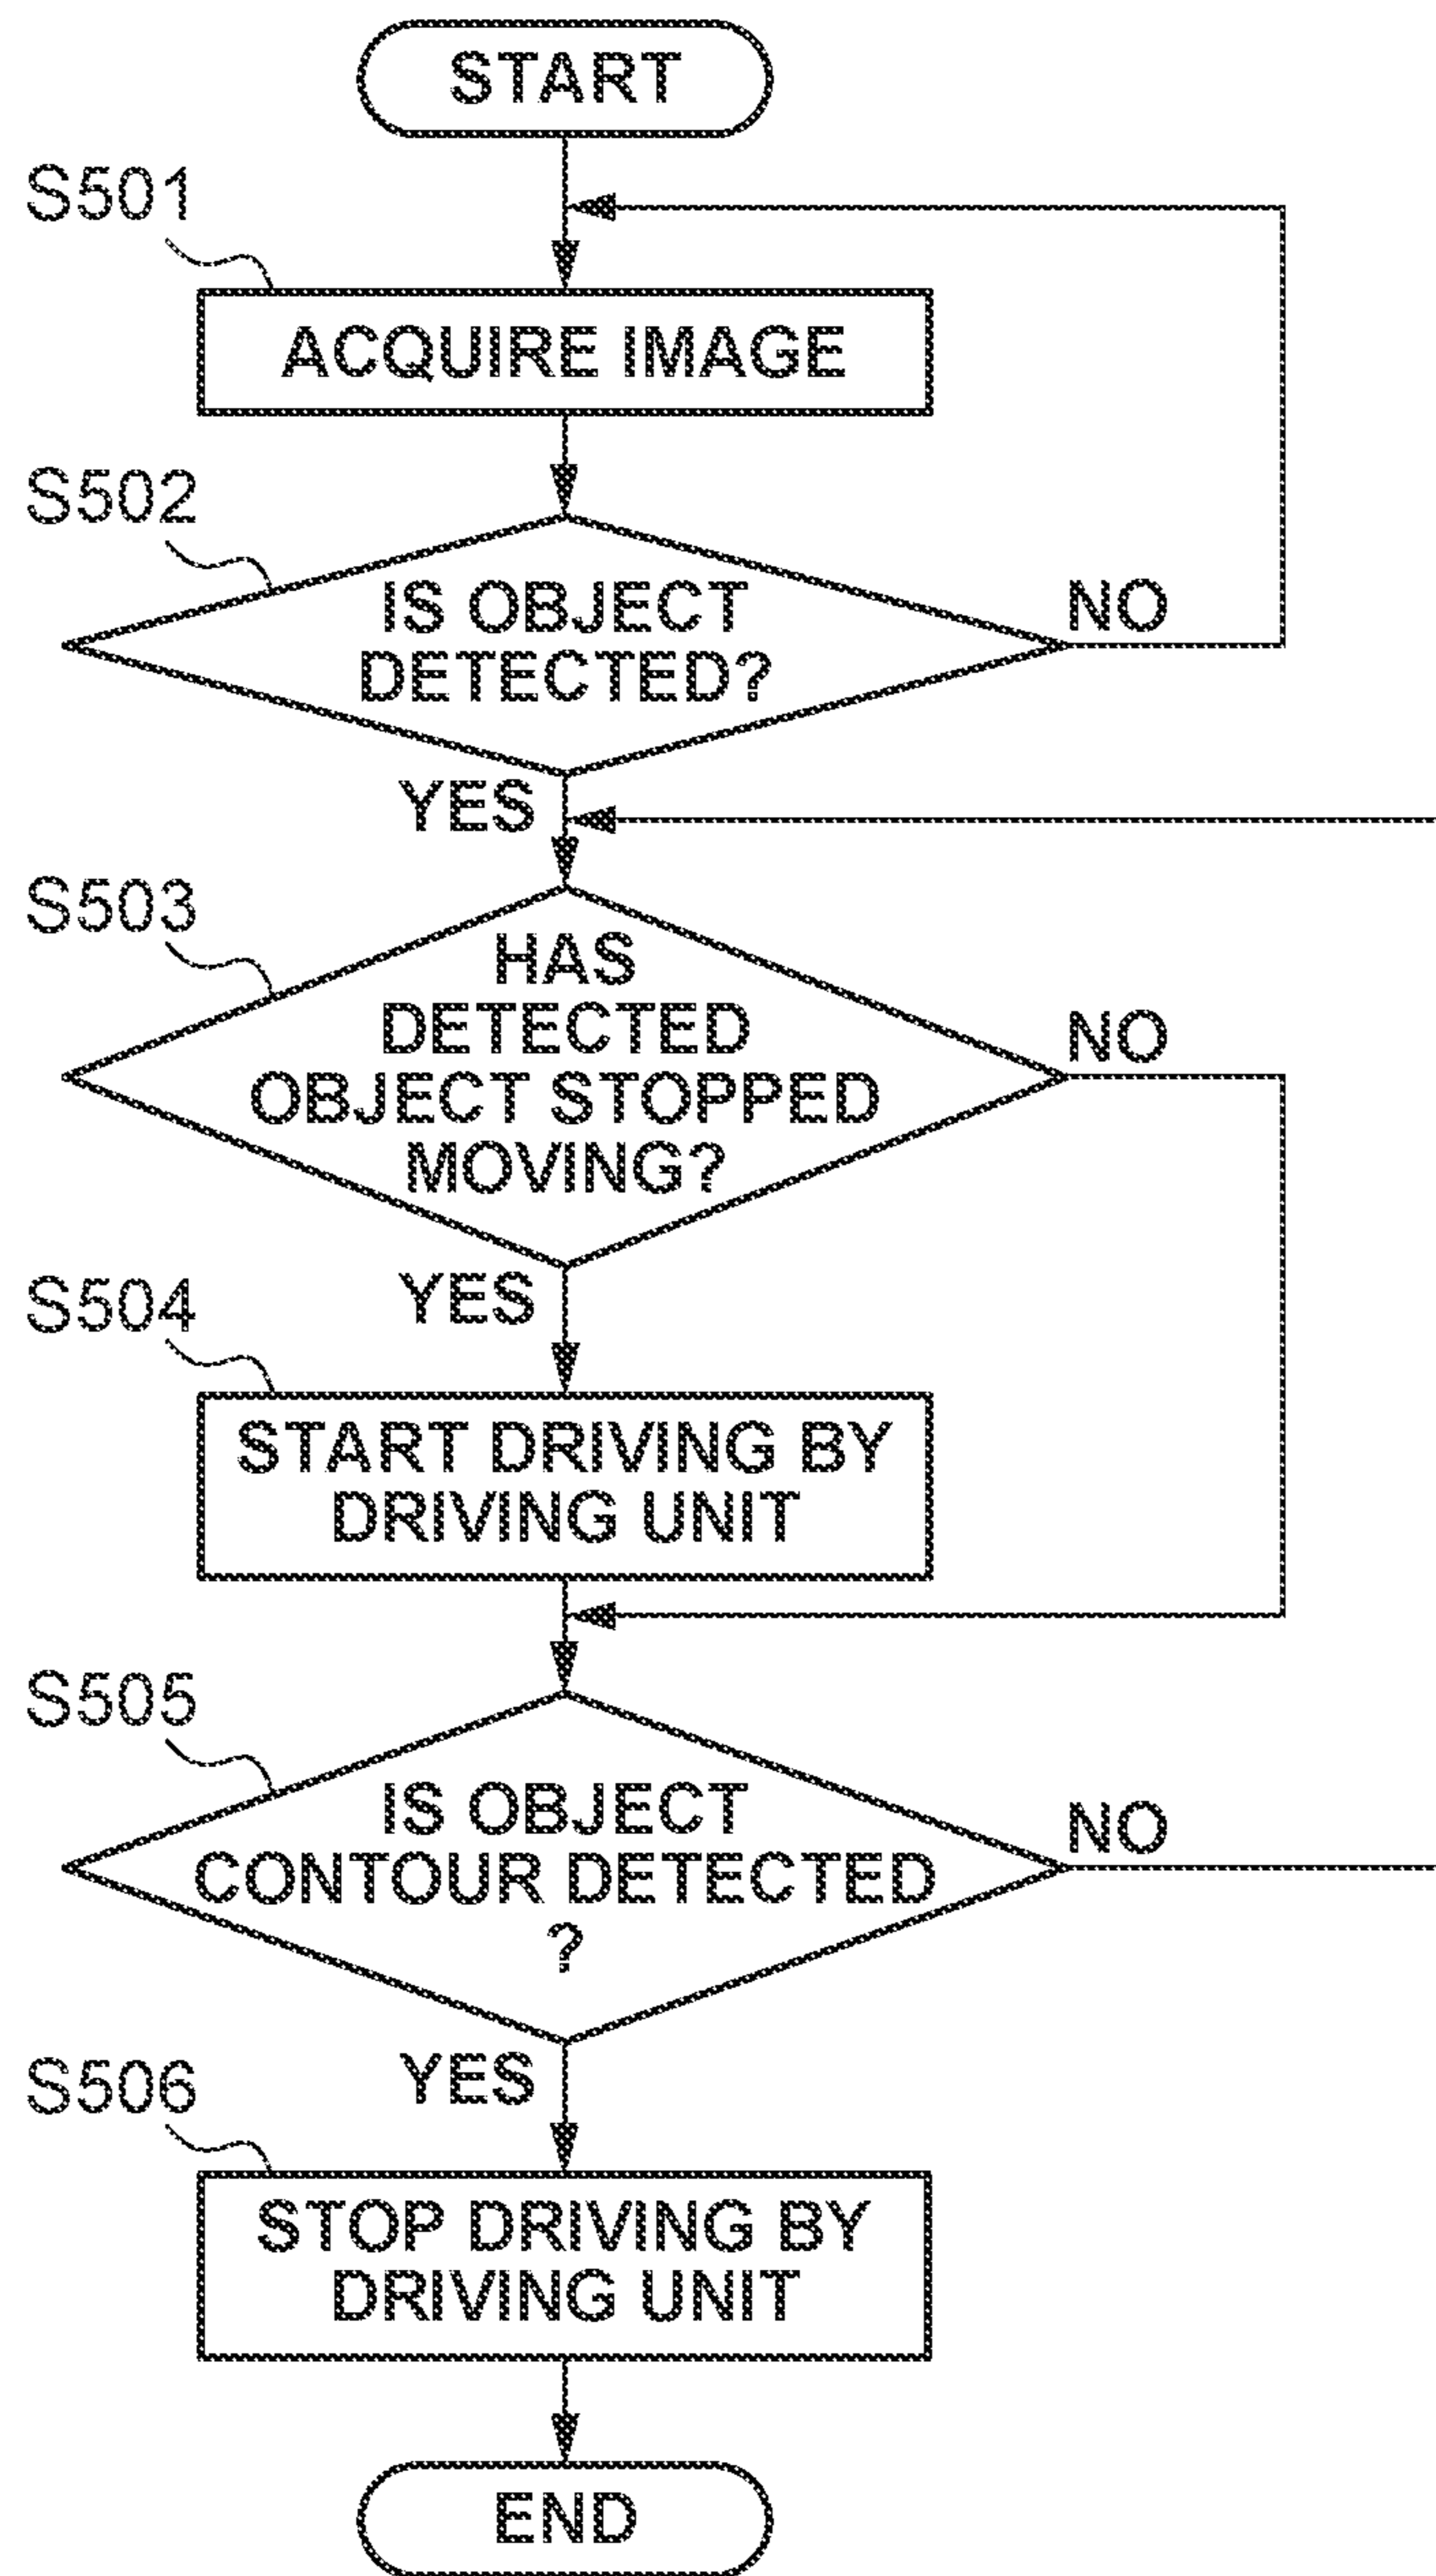 START
S501
ACQUIRE IMAGE
S502
IS OBJECT
DETECTED?
NO
YES
S503
HAS
DETECTED
OBJECT STOPPED
MOVING?
NO
YES
S504
START DRIVING BY
DRIVING UNIT
S505
IS OBJECT
CONTOUR DETECTED
?
NO
YES
S506
STOP DRIVING BY
DRIVING UNIT
END